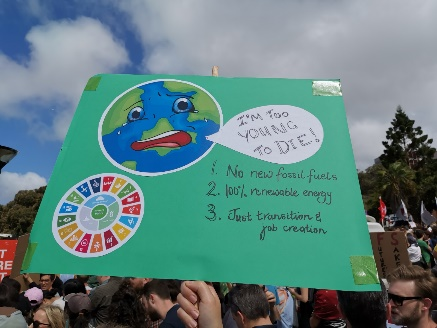 I'M TOO
YOUNG
TO DIE!
1. No new fossil fuels
2. 100% renewable energy
3. Just transition &
job creation